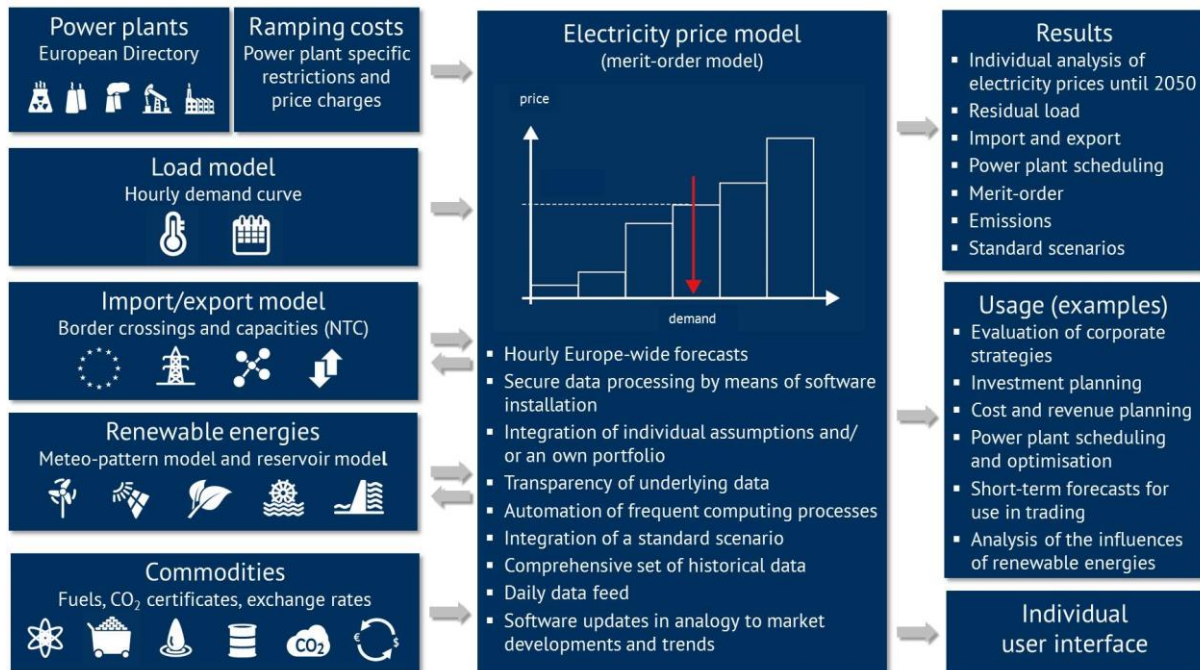 Power plants
European Directory
Ramping costs
Power plant specific
restrictions and
price charges
Load model
Hourly demand curve
Import/export model
Border crossings and capacities (NTC)
Renewable energies
Meteo-pattern model and reservoir model
Commodities
Fuels, CO₂ certificates, exchange rates
CO₂
€
$
Electricity price model
(merit-order model)
price
demand
▪ Hourly Europe-wide forecasts
▪ Secure data processing by means of software
installation
▪ Integration of individual assumptions and/
or an own portfolio
▪ Transparency of underlying data
▪ Automation of frequent computing processes
▪ Integration of a standard scenario
▪ Comprehensive set of historical data
▪ Daily data feed
▪ Software updates in analogy to market
developments and trends
Results
▪ Individual analysis of
electricity prices until 2050
▪ Residual load
▪ Import and export
▪ Power plant scheduling
▪ Merit-order
▪ Emissions
▪ Standard scenarios
Usage (examples)
▪ Evaluation of corporate
strategies
▪ Investment planning
▪ Cost and revenue planning
▪ Power plant scheduling
and optimisation
▪ Short-term forecasts for
use in trading
▪ Analysis of the influences
of renewable energies
Individual
user interface